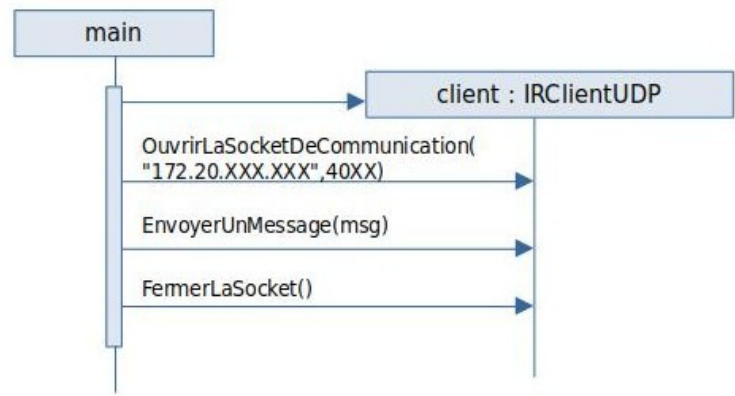 main
client : IRClientUDP
OuvrirLaSocketDeCommunication(
"172.20.XXX.XXX",40XX)
EnvoyerUnMessage(msg)
FermerLaSocket()